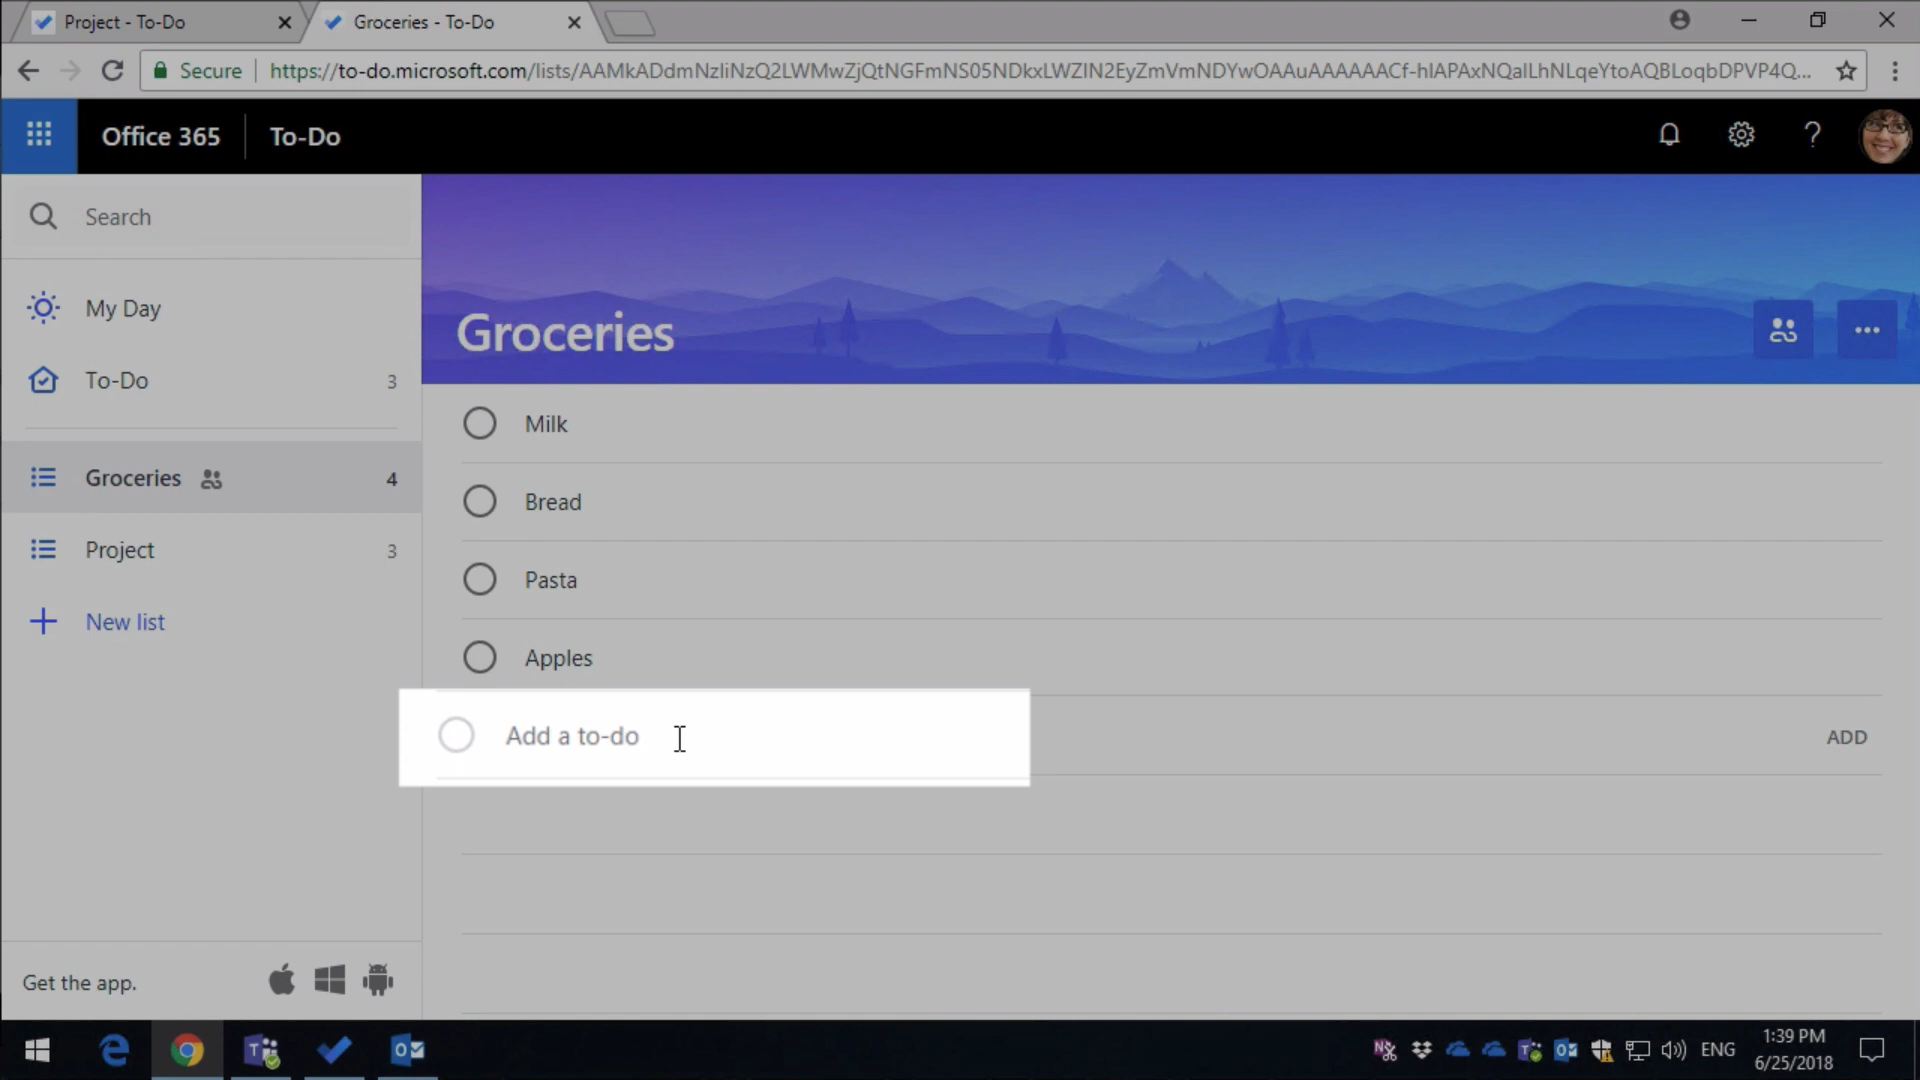 Project - To-Do
Groceries - To-Do
Secure
https://to-do.microsoft.com/lists/AAMkADdmNzliNzQ2LWMwZjQtNGFmNS05NDkxLWZlN2EyZmVmNDYwOAAuAAAAAACf-hIAPAxNQaILhNLqeYtoAQBLoqbDPVP4Q...
Office 365
To-Do
?
Search
My Day
To-Do
3
Groceries
4
Project
3
New list
Get the app.
Groceries
Milk
Bread
Pasta
Apples
Add a to-do
ADD
ENG
1:39 PM
6/25/2018